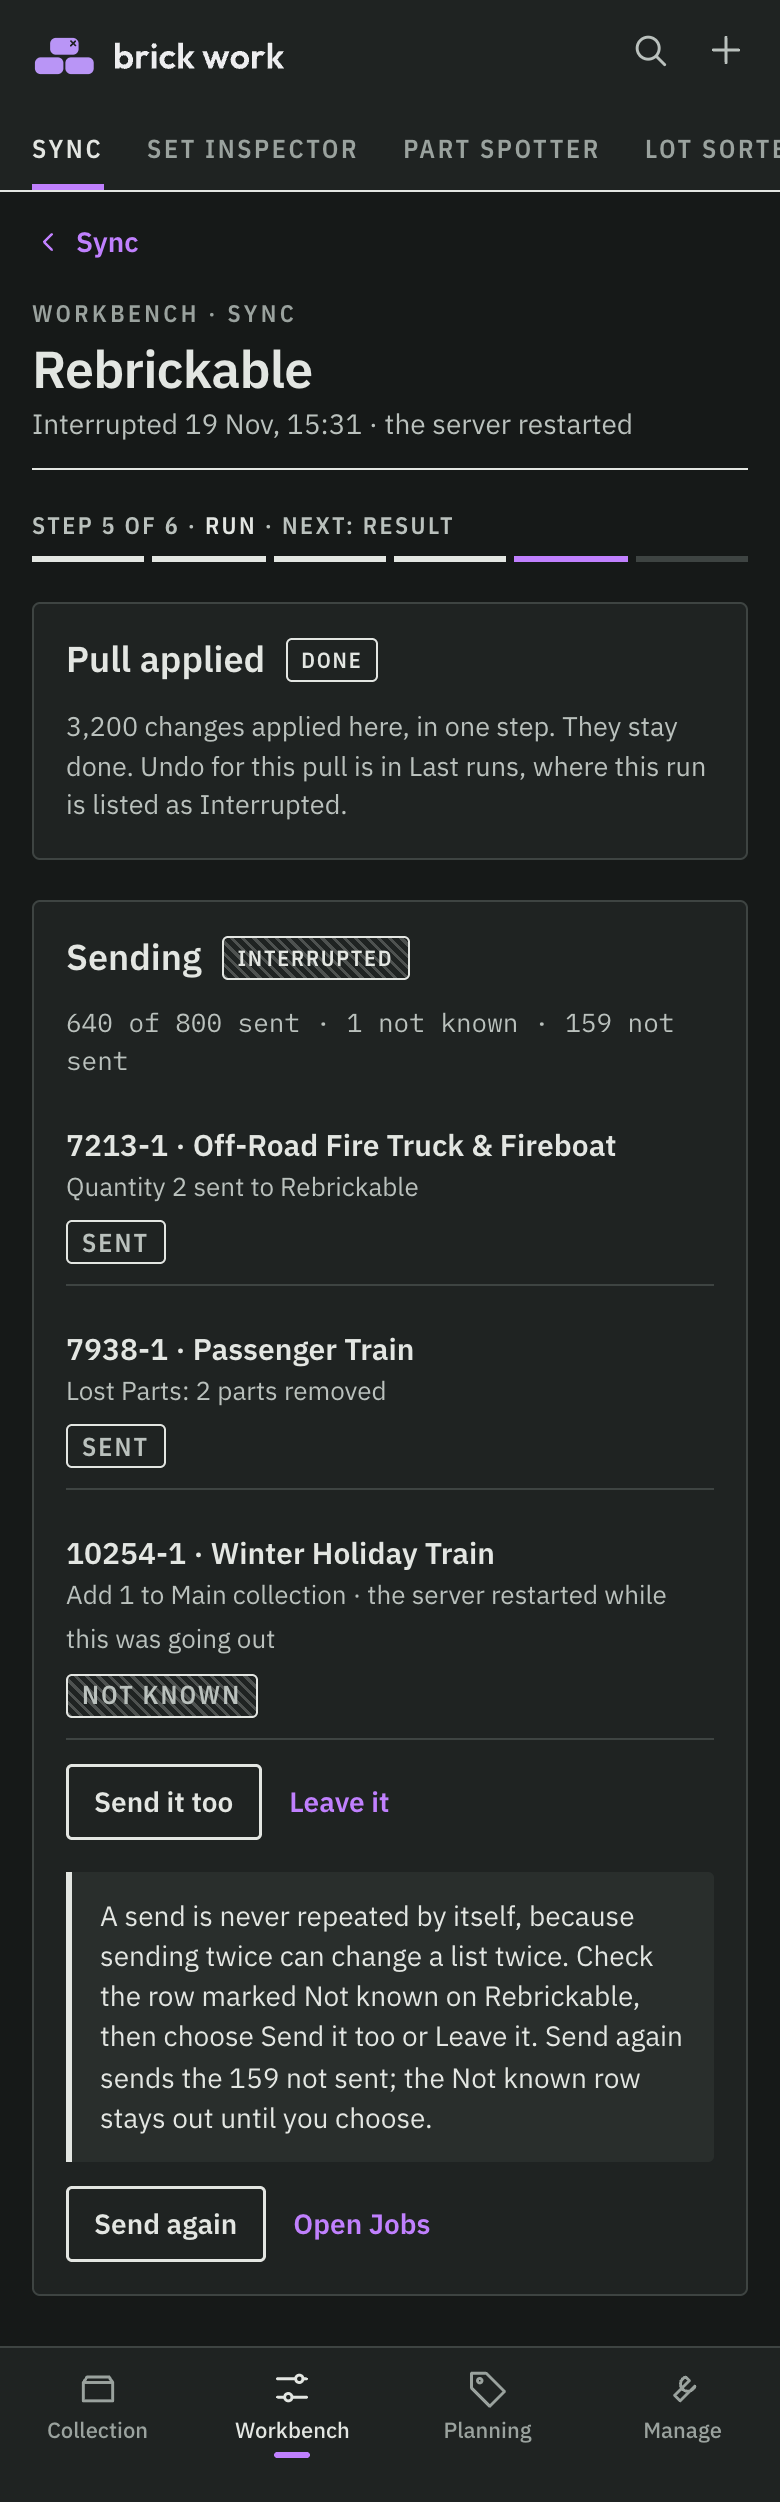 brick work
SYNC SET INSPECTOR PART SPOTTER LOT SORTE
Sync
WORKBENCH · SYNC
Rebrickable
Interrupted 19 Nov, 15:31 · the server restarted
STEP 5 OF 6 · RUN · NEXT: RESULT
Pull applied DONE
3,200 changes applied here, in one step. They stay
done. Undo for this pull is in Last runs, where this run
is listed as Interrupted.
Sending INTERRUPTED
640 of 800 sent · 1 not known · 159 not
sent
7213-1 · Off-Road Fire Truck & Fireboat
Quantity 2 sent to Rebrickable
SENT
7938-1 · Passenger Train
Lost Parts: 2 parts removed
SENT
10254-1 · Winter Holiday Train
Add 1 to Main collection · the server restarted while
this was going out
NOT KNOWN
Send it too Leave it
A send is never repeated by itself, because
sending twice can change a list twice. Check
the row marked Not known on Rebrickable,
then choose Send it too or Leave it. Send again
sends the 159 not sent; the Not known row
stays out until you choose.
Send again Open Jobs
Collection Workbench Planning Manage